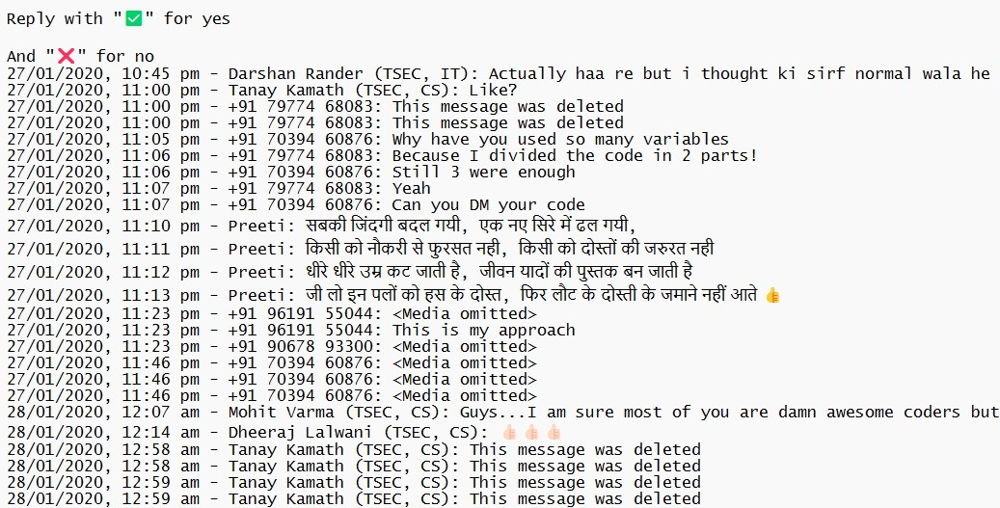 Reply with "✅" for yes
And "❌" for no
27/01/2020, 10:45 pm - Darshan Rander (TSEC, IT): Actually haa re but i thought ki sirf normal wala he
27/01/2020, 11:00 pm - Tanay Kamath (TSEC, CS): Like?
27/01/2020, 11:00 pm - +91 79774 68083: This message was deleted
27/01/2020, 11:00 pm - +91 79774 68083: This message was deleted
27/01/2020, 11:05 pm - +91 70394 60876: Why have you used so many variables
27/01/2020, 11:06 pm - +91 79774 68083: Because I divided the code in 2 parts!
27/01/2020, 11:06 pm - +91 70394 60876: Still 3 were enough
27/01/2020, 11:07 pm - +91 79774 68083: Yeah
27/01/2020, 11:07 pm - +91 70394 60876: Can you DM your code
27/01/2020, 11:10 pm - Preeti: सबकी जिंदगी बदल गयी, एक नए सिरे में ढल गयी,
27/01/2020, 11:11 pm - Preeti: किसी को नौकरी से फुरसत नही, किसी को दोस्तों की जरुरत नही
27/01/2020, 11:12 pm - Preeti: धीरे धीरे उम्र कट जाती है, जीवन यादों की पुस्तक बन जाती है
27/01/2020, 11:13 pm - Preeti: जी लो इन पलों को हस के दोस्त, फिर लौट के दोस्ती के जमाने नहीं आते 👍
27/01/2020, 11:23 pm - +91 96191 55044: <Media omitted>
27/01/2020, 11:23 pm - +91 96191 55044: This is my approach
27/01/2020, 11:23 pm - +91 90678 93300: <Media omitted>
27/01/2020, 11:46 pm - +91 70394 60876: <Media omitted>
27/01/2020, 11:46 pm - +91 70394 60876: <Media omitted>
27/01/2020, 11:46 pm - +91 70394 60876: <Media omitted>
28/01/2020, 12:07 am - Mohit Varma (TSEC, CS): Guys...I am sure most of you are damn awesome coders but
28/01/2020, 12:14 am - Dheeraj Lalwani (TSEC, CS): 👍🏻👍🏻👍🏻
28/01/2020, 12:58 am - Tanay Kamath (TSEC, CS): This message was deleted
28/01/2020, 12:58 am - Tanay Kamath (TSEC, CS): This message was deleted
28/01/2020, 12:59 am - Tanay Kamath (TSEC, CS): This message was deleted
28/01/2020, 12:59 am - Tanay Kamath (TSEC, CS): This message was deleted